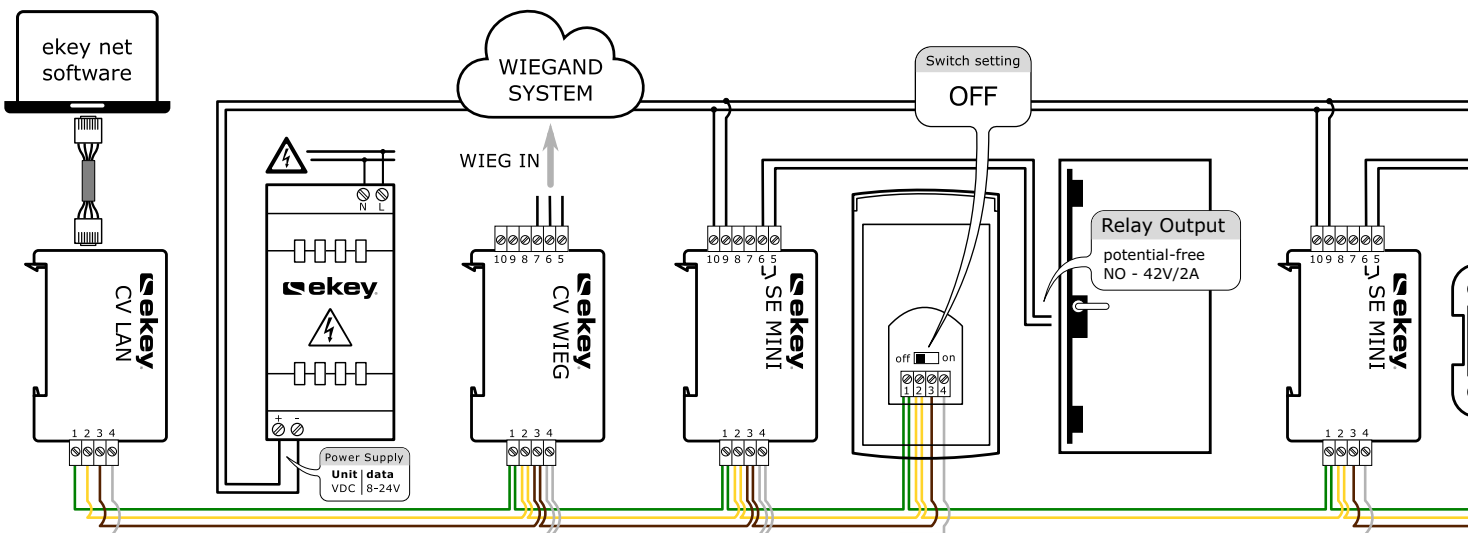 ekey net
software
WIEGAND
SYSTEM
Switch setting
OFF
WIEG IN
N L
Relay Output
potential-free
NO - 42V/2A
10 9 8 7 6 5
10 9 8 7 6 5
10 9 8 7 6 5
ekey
CV LAN
ekey
ekey
CV WIEG
ekey
SE MINI
off on
1 2 3 4
ekey
SE MINI
+ -
1 2 3 4
1 2 3 4
1 2 3 4
1 2 3 4
Power Supply
Unit data
VDC 8-24V